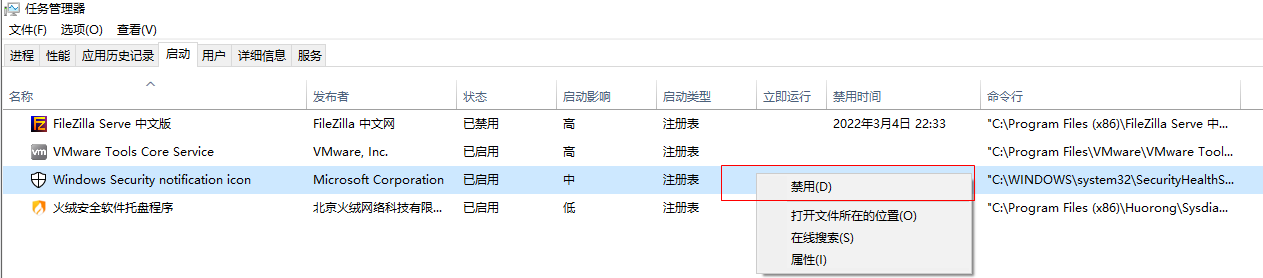 任务管理器
文件(F) 选项(O) 查看(V)
进程 性能 应用历史记录 启动 用户 详细信息 服务
名称 发布者 状态 启动影响 启动类型 立即运行 禁用时间 命令行
FileZilla Serve 中文版 FileZilla 中文网 已禁用 高 注册表 2022年3月4日 22:33 "C:\Program Files (x86)\FileZilla Serve 中...
VMware Tools Core Service VMware, Inc. 已启用 高 注册表 "C:\Program Files\VMware\VMware Tool...
Windows Security notification icon Microsoft Corporation 已启用 中 注册表 "C:\WINDOWS\system32\SecurityHealthS...
禁用(D)
火绒安全软件托盘程序 北京火绒网络科技有限... 已启用 低 注册表 "C:\Program Files (x86)\Huorong\Sysdia...
打开文件所在的位置(O)
在线搜索(S)
属性(I)